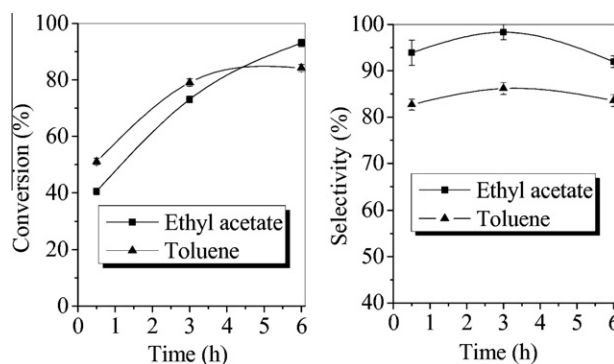 Conversion (%)
100
80
60
40
20
0
Ethyl acetate
Toluene
0 1 2 3 4 5 6
Time (h)
Selectivity (%)
100
90
80
70
60
50
40
Ethyl acetate
Toluene
0 1 2 3 4 5 6
Time (h)